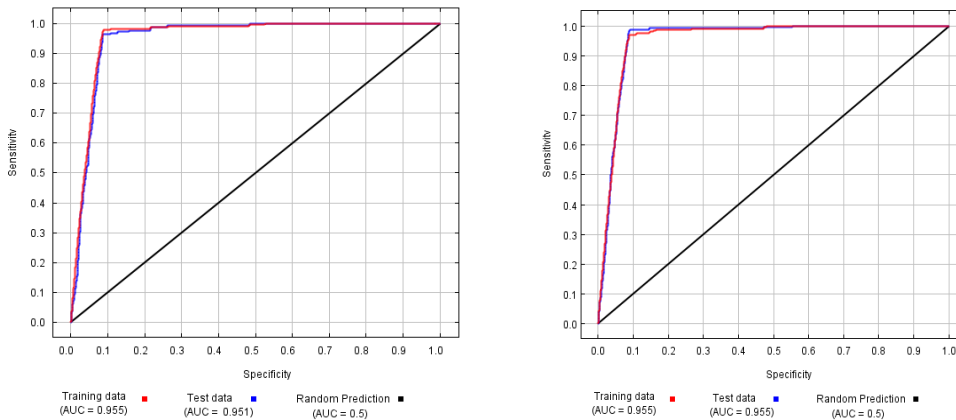 1.0
0.9
0.8
0.7
0.6
0.5
0.4
0.3
0.2
0.1
0.0
Sensitivity
0.0 0.1 0.2 0.3 0.4 0.5 0.6 0.7 0.8 0.9 1.0
Specificity
Training data
(AUC = 0.955)
Test data
(AUC = 0.951)
Random Prediction
(AUC = 0.5)
1.0
0.9
0.8
0.7
0.6
0.5
0.4
0.3
0.2
0.1
0.0
Sensitivity
0.0 0.1 0.2 0.3 0.4 0.5 0.6 0.7 0.8 0.9 1.0
Specificity
Training data
(AUC = 0.955)
Test data
(AUC = 0.955)
Random Prediction
(AUC = 0.5)